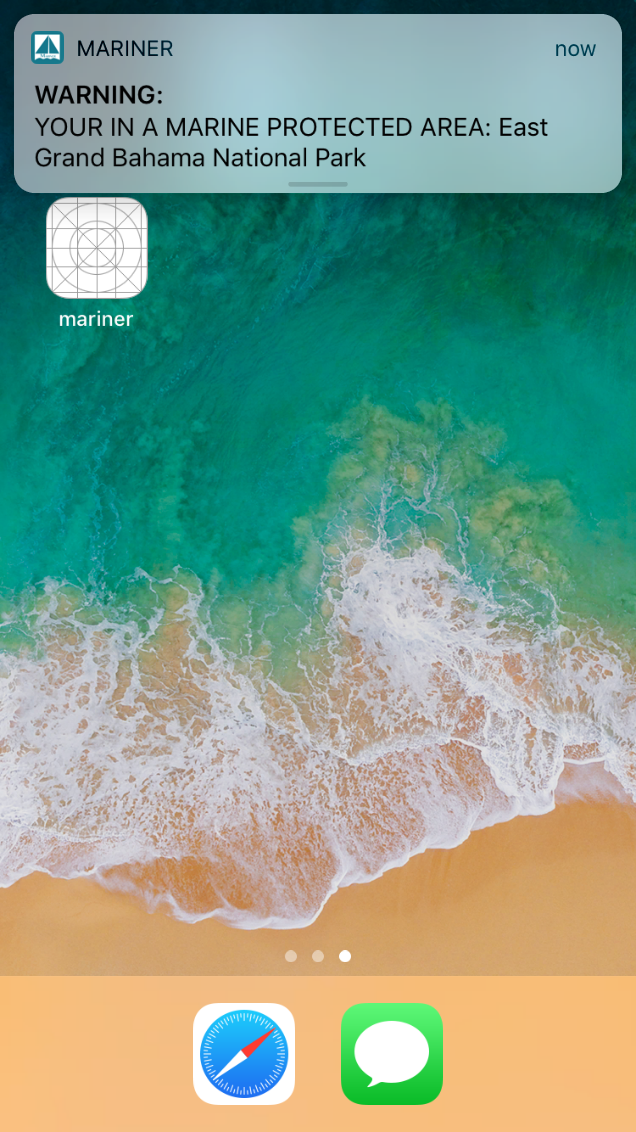 MARINER now
WARNING:
YOUR IN A MARINE PROTECTED AREA: East
Grand Bahama National Park
mariner